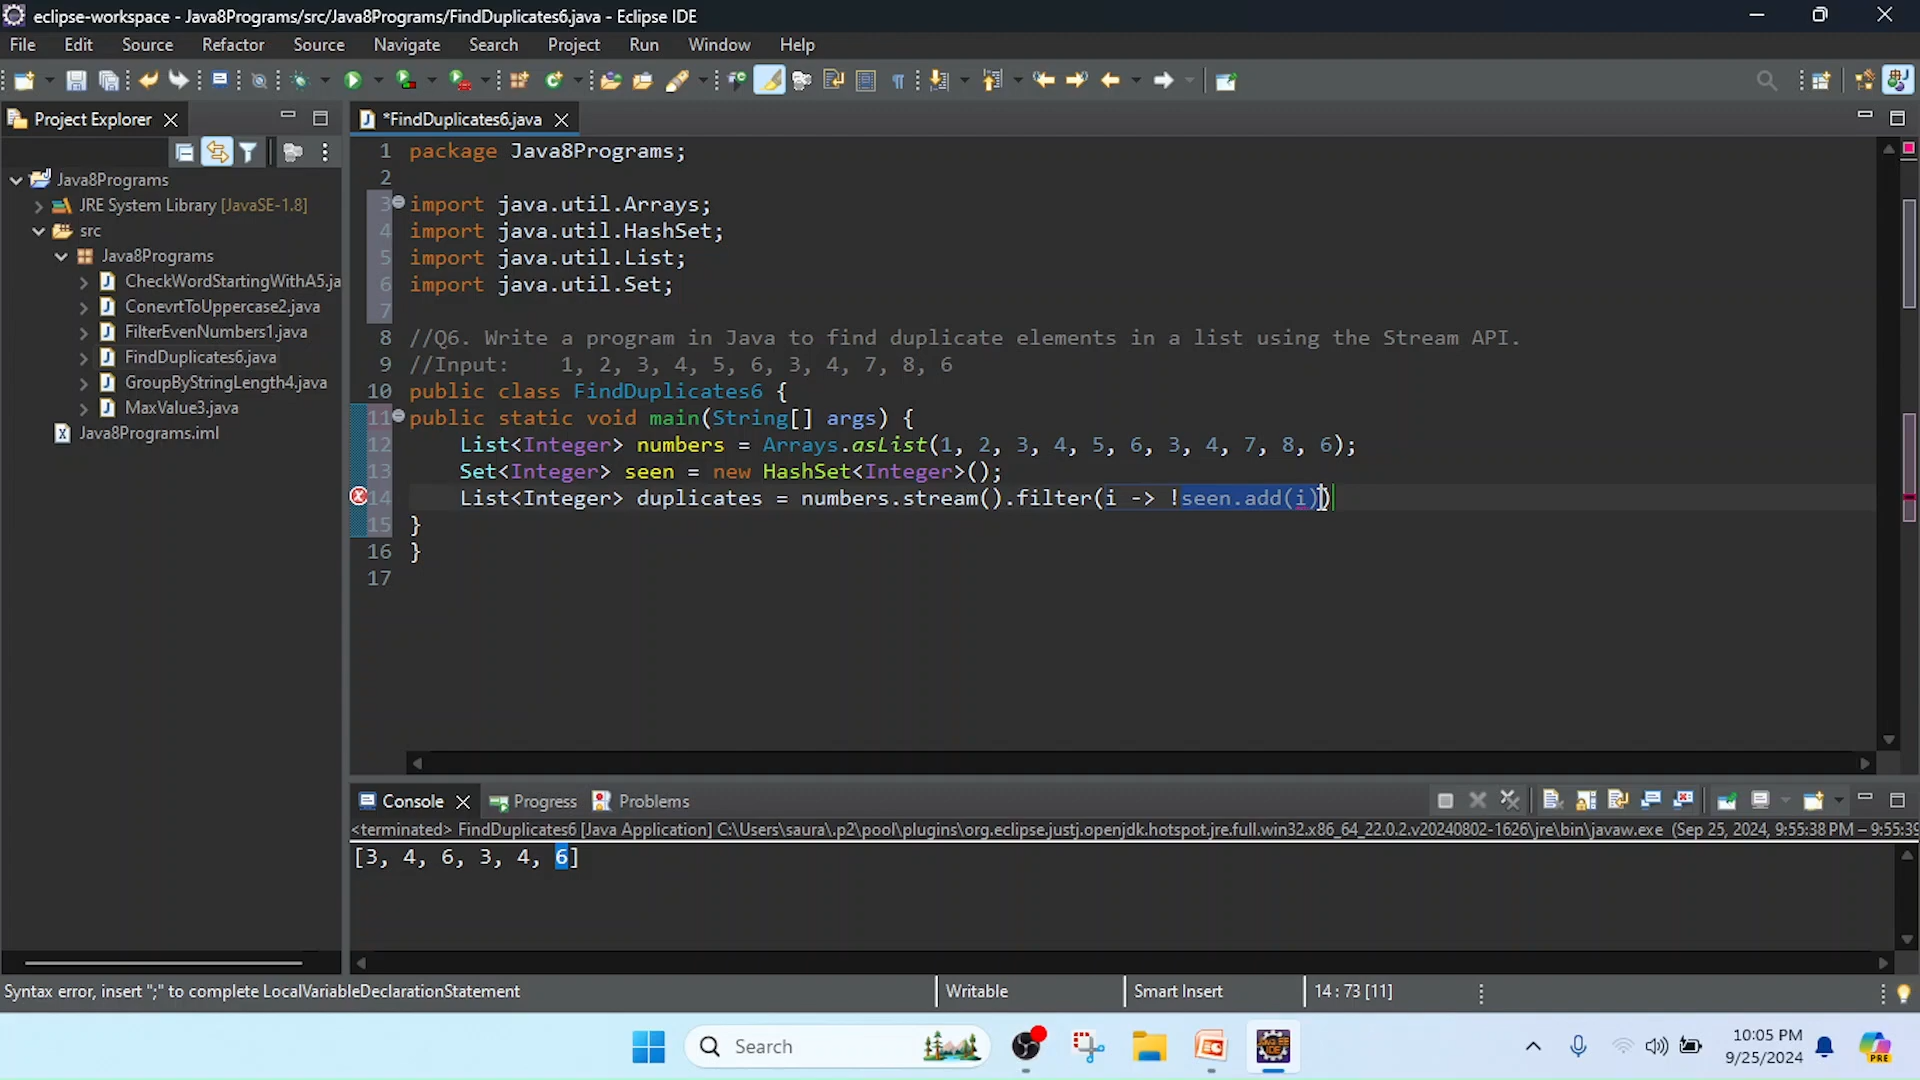 eclipse-workspace - Java8Programs/src/Java8Programs/FindDuplicates6.java - Eclipse IDE
File Edit Source Refactor Source Navigate Search Project Run Window Help
Project Explorer
*FindDuplicates6.java
Java8Programs
JRE System Library [JavaSE-1.8]
src
Java8Programs
CheckWordStartingWithA5.ja
ConevrtToUppercase2.java
FilterEvenNumbers1.java
FindDuplicates6.java
GroupByStringLength4.java
MaxValue3.java
Java8Programs.iml
1 package Java8Programs;
2
3 import java.util.Arrays;
4 import java.util.HashSet;
5 import java.util.List;
6 import java.util.Set;
7
8 //Q6. Write a program in Java to find duplicate elements in a list using the Stream API.
9 //Input: 1, 2, 3, 4, 5, 6, 3, 4, 7, 8, 6
10 public class FindDuplicates6 {
11 public static void main(String[] args) {
12 List<Integer> numbers = Arrays.asList(1, 2, 3, 4, 5, 6, 3, 4, 7, 8, 6);
13 Set<Integer> seen = new HashSet<Integer>();
14 List<Integer> duplicates = numbers.stream().filter(i -> !seen.add(i))
15 }
16 }
17
Console Progress Problems
<terminated> FindDuplicates6 [Java Application] C:\Users\saura\.p2\pool\plugins\org.eclipse.justj.openjdk.hotspot.jre.full.win32.x86_64_22.0.2.v20240802-1626\jre\bin\javaw.exe (Sep 25, 2024, 9:55:38 PM – 9:55:39
[3, 4, 6, 3, 4, 6]
Syntax error, insert ";" to complete LocalVariableDeclarationStatement
Writable
Smart Insert
14 : 73 [11]
Search
JAVA EE IDE
10:05 PM
9/25/2024
PRE